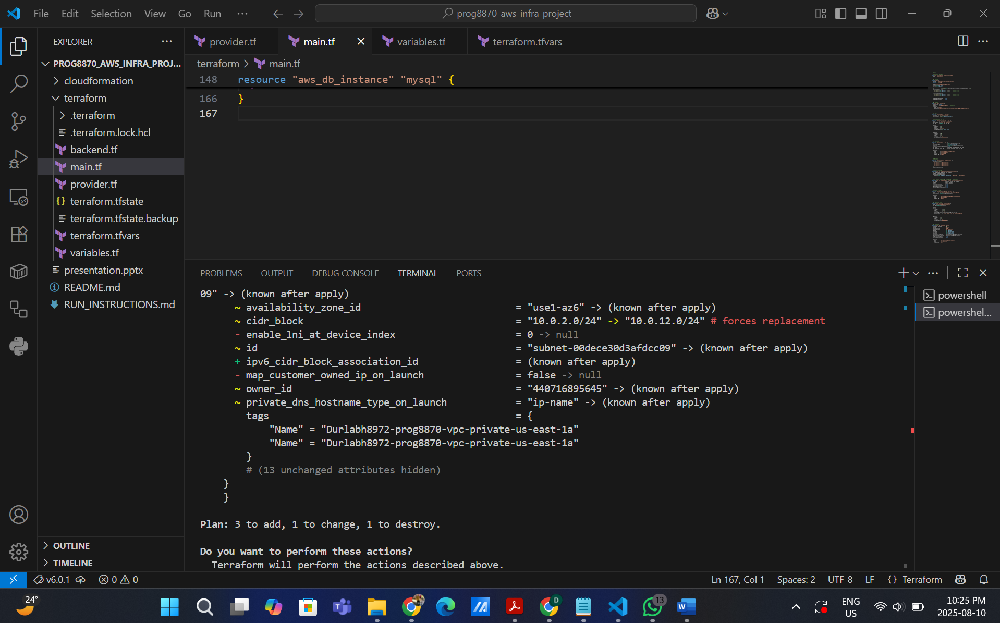 File Edit Selection View Go Run ...
prog8870_aws_infra_project
EXPLORER
PROG8870_AWS_INFRA_PROJ...
cloudformation
terraform
.terraform
.terraform.lock.hcl
backend.tf
main.tf
provider.tf
terraform.tfstate
terraform.tfstate.backup
terraform.tfvars
variables.tf
presentation.pptx
README.md
RUN_INSTRUCTIONS.md
OUTLINE
TIMELINE
provider.tf main.tf variables.tf terraform.tfvars
terraform > main.tf
148 resource "aws_db_instance" "mysql" {
166 }
167
PROBLEMS OUTPUT DEBUG CONSOLE TERMINAL PORTS
09" -> (known after apply)
~ availability_zone_id = "use1-az6" -> (known after apply)
~ cidr_block = "10.0.2.0/24" -> "10.0.12.0/24" # forces replacement
- enable_lni_at_device_index = 0 -> null
~ id = "subnet-00dece30d3afdcc09" -> (known after apply)
+ ipv6_cidr_block_association_id = (known after apply)
- map_customer_owned_ip_on_launch = false -> null
~ owner_id = "440716895645" -> (known after apply)
~ private_dns_hostname_type_on_launch = "ip-name" -> (known after apply)
tags = {
"Name" = "Durlabh8972-prog8870-vpc-private-us-east-1a"
"Name" = "Durlabh8972-prog8870-vpc-private-us-east-1a"
}
# (13 unchanged attributes hidden)
}
}
Plan: 3 to add, 1 to change, 1 to destroy.
Do you want to perform these actions?
Terraform will perform the actions described above.
powershell
powershel...
v6.0.1 0 0
Ln 167, Col 1 Spaces: 2 UTF-8 LF {} Terraform
24°
D
13
ENG
US
10:25 PM
2025-08-10